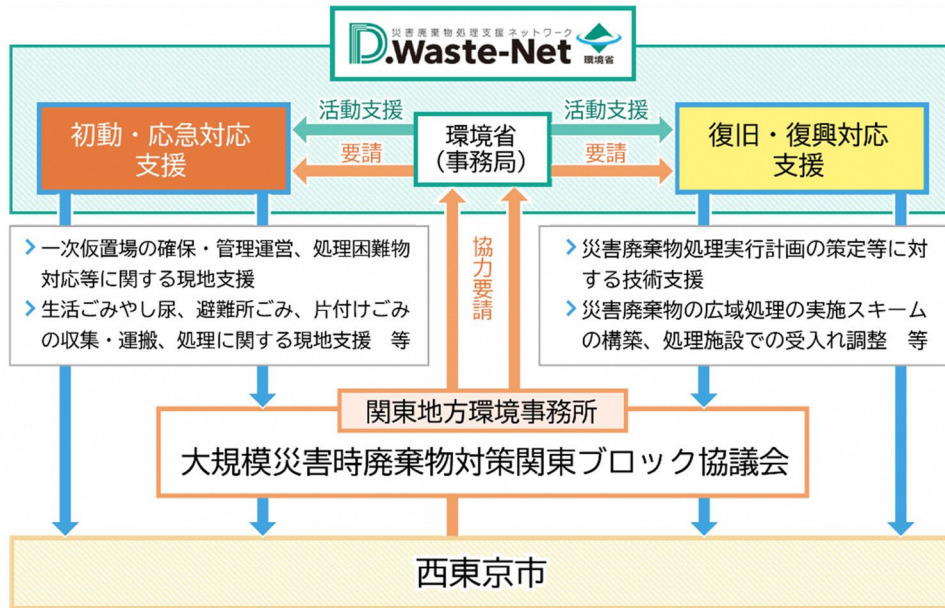 災害廃棄物処理支援ネットワーク
D.Waste-Net
環境省
初動・応急対応
支援
活動支援
要請
環境省
（事務局）
活動支援
要請
復旧・復興対応
支援
一次仮置場の確保・管理運営、処理困難物
対応等に関する現地支援
生活ごみやし尿、避難所ごみ、片付けごみ
の収集・運搬、処理に関する現地支援　等
協力要請
災害廃棄物処理実行計画の策定等に対
する技術支援
災害廃棄物の広域処理の実施スキーム
の構築、処理施設での受入れ調整　等
関東地方環境事務所
大規模災害時廃棄物対策関東ブロック協議会
西東京市